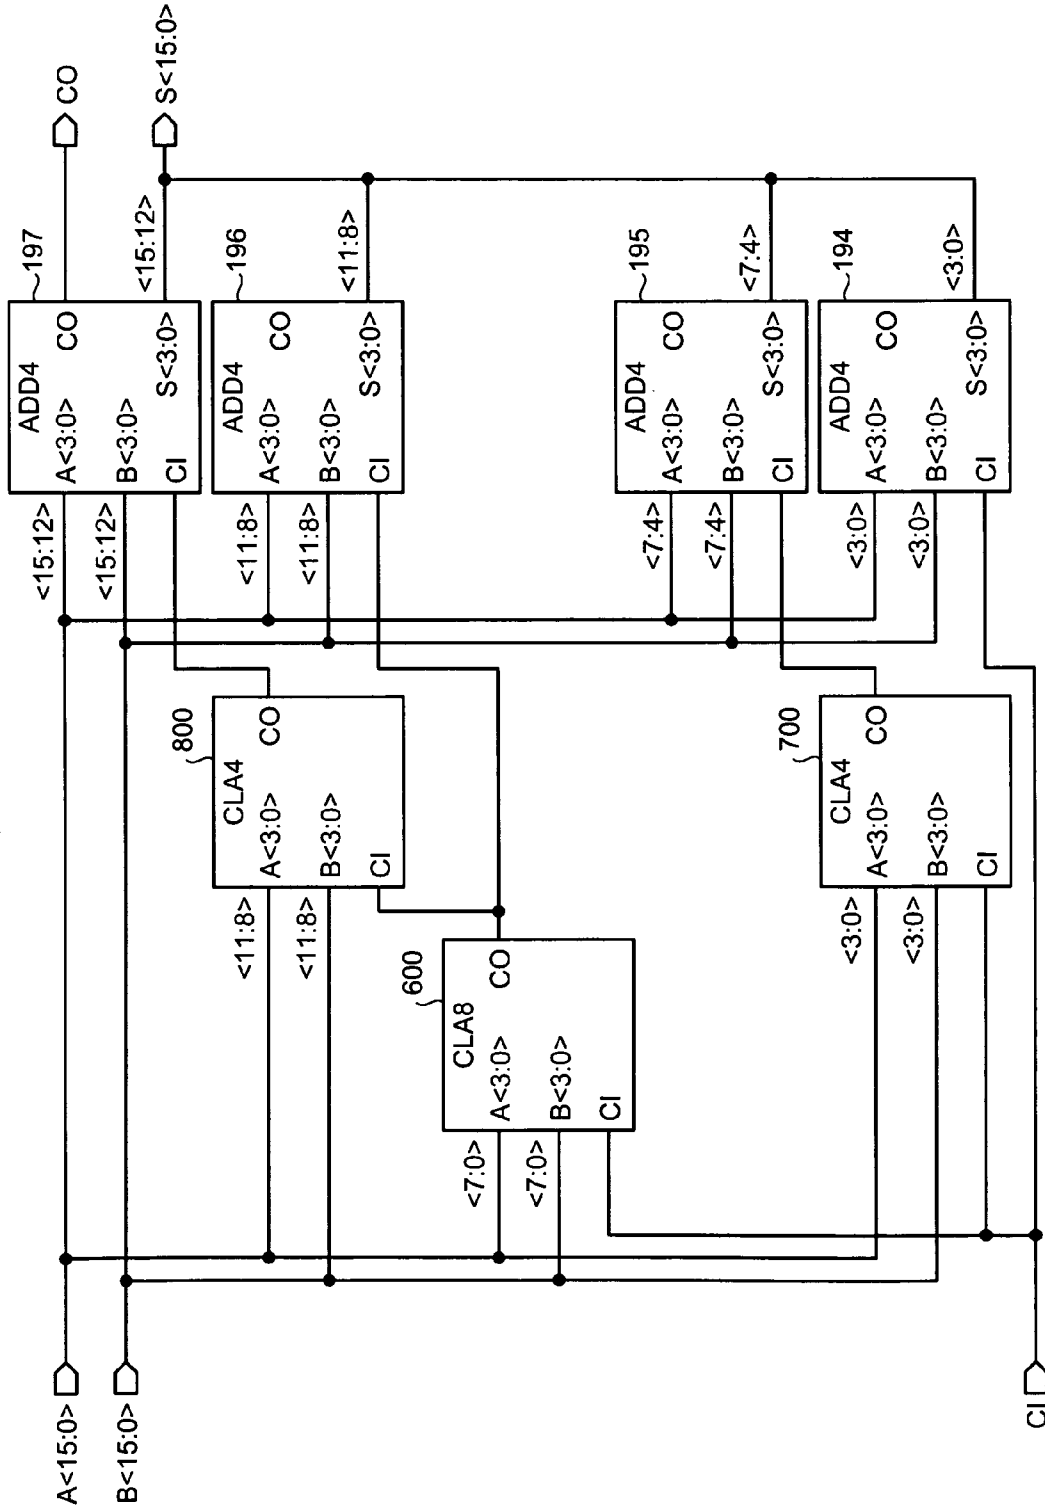 A<15:0>
B<15:0>
CI
CO
S<15:0>
197
ADD4
A<3:0>
B<3:0>
CI
CO
S<3:0>
<15:12>
<15:12>
<15:12>
196
ADD4
A<3:0>
B<3:0>
CI
CO
S<3:0>
<11:8>
<11:8>
<11:8>
195
ADD4
A<3:0>
B<3:0>
CI
CO
S<3:0>
<7:4>
<7:4>
<7:4>
194
ADD4
A<3:0>
B<3:0>
CI
CO
S<3:0>
<3:0>
<3:0>
<3:0>
800
CLA4
A<3:0>
B<3:0>
CI
CO
<11:8>
<11:8>
600
CLA8
A<3:0>
B<3:0>
CI
CO
<7:0>
<7:0>
700
CLA4
A<3:0>
B<3:0>
CI
CO
<3:0>
<3:0>